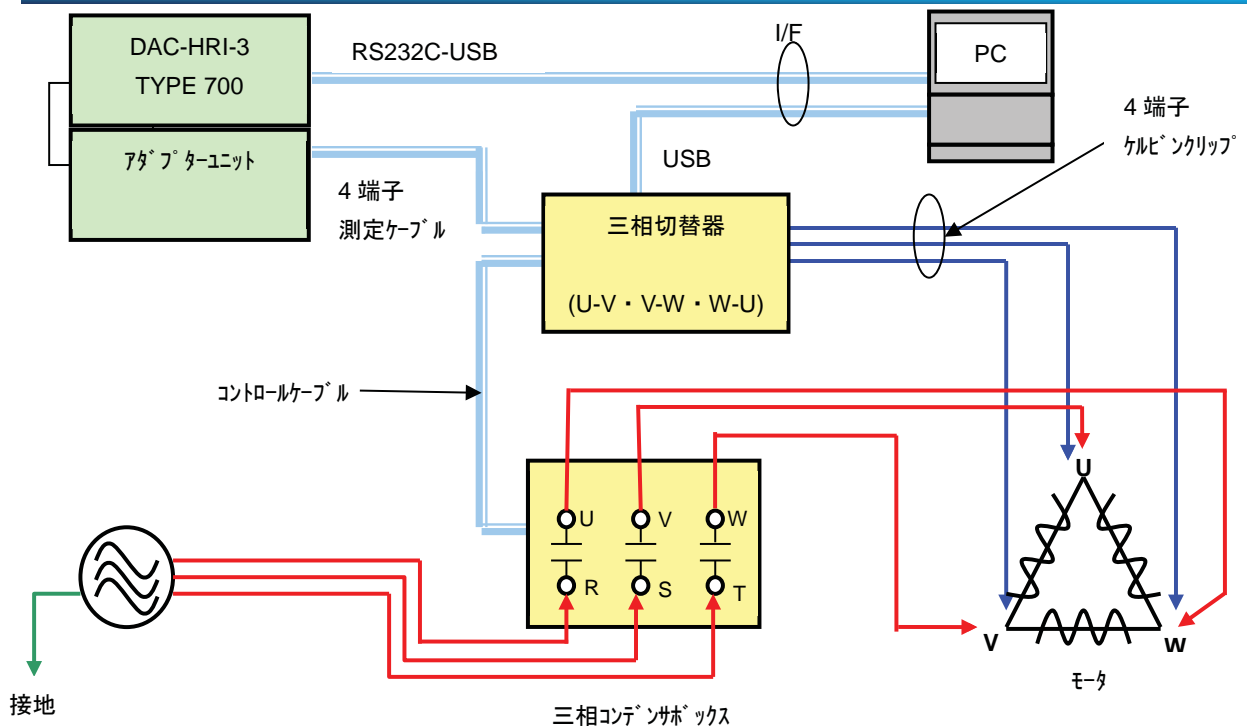 DAC-HRI-3
TYPE 700
RS232C-USB
I/F
PC
ｱﾀﾞﾌﾟﾀｰﾕﾆｯﾄ
4 端子
測定ｹｰﾌﾞﾙ
USB
4 端子
ｹﾙﾋﾞﾝｸﾘｯﾌﾟ
三相切替器
(U-V・V-W・W-U)
ｺﾝﾄﾛｰﾙｹｰﾌﾞﾙ
U
V
W
R
S
T
U
V
W
ﾓｰﾀ
接地
三相ｺﾝﾃﾞﾝｻﾎﾞｯｸｽ